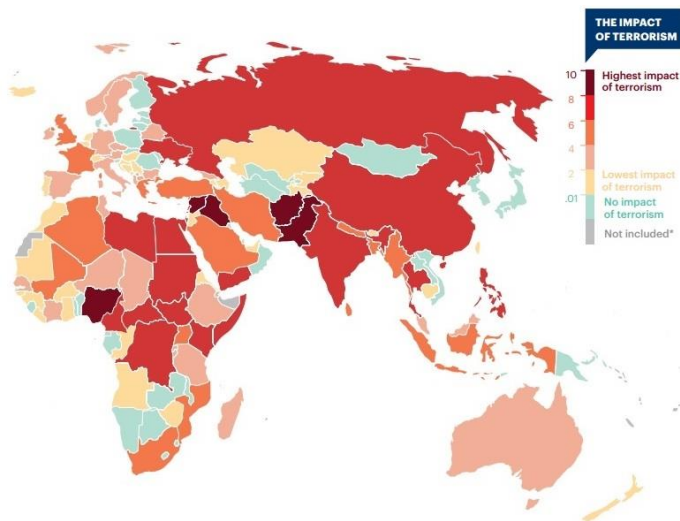 THE IMPACT
OF TERRORISM
10
Highest impact
of terrorism
8
6
4
2
Lowest impact
of terrorism
.01
No impact
of terrorism
Not included*